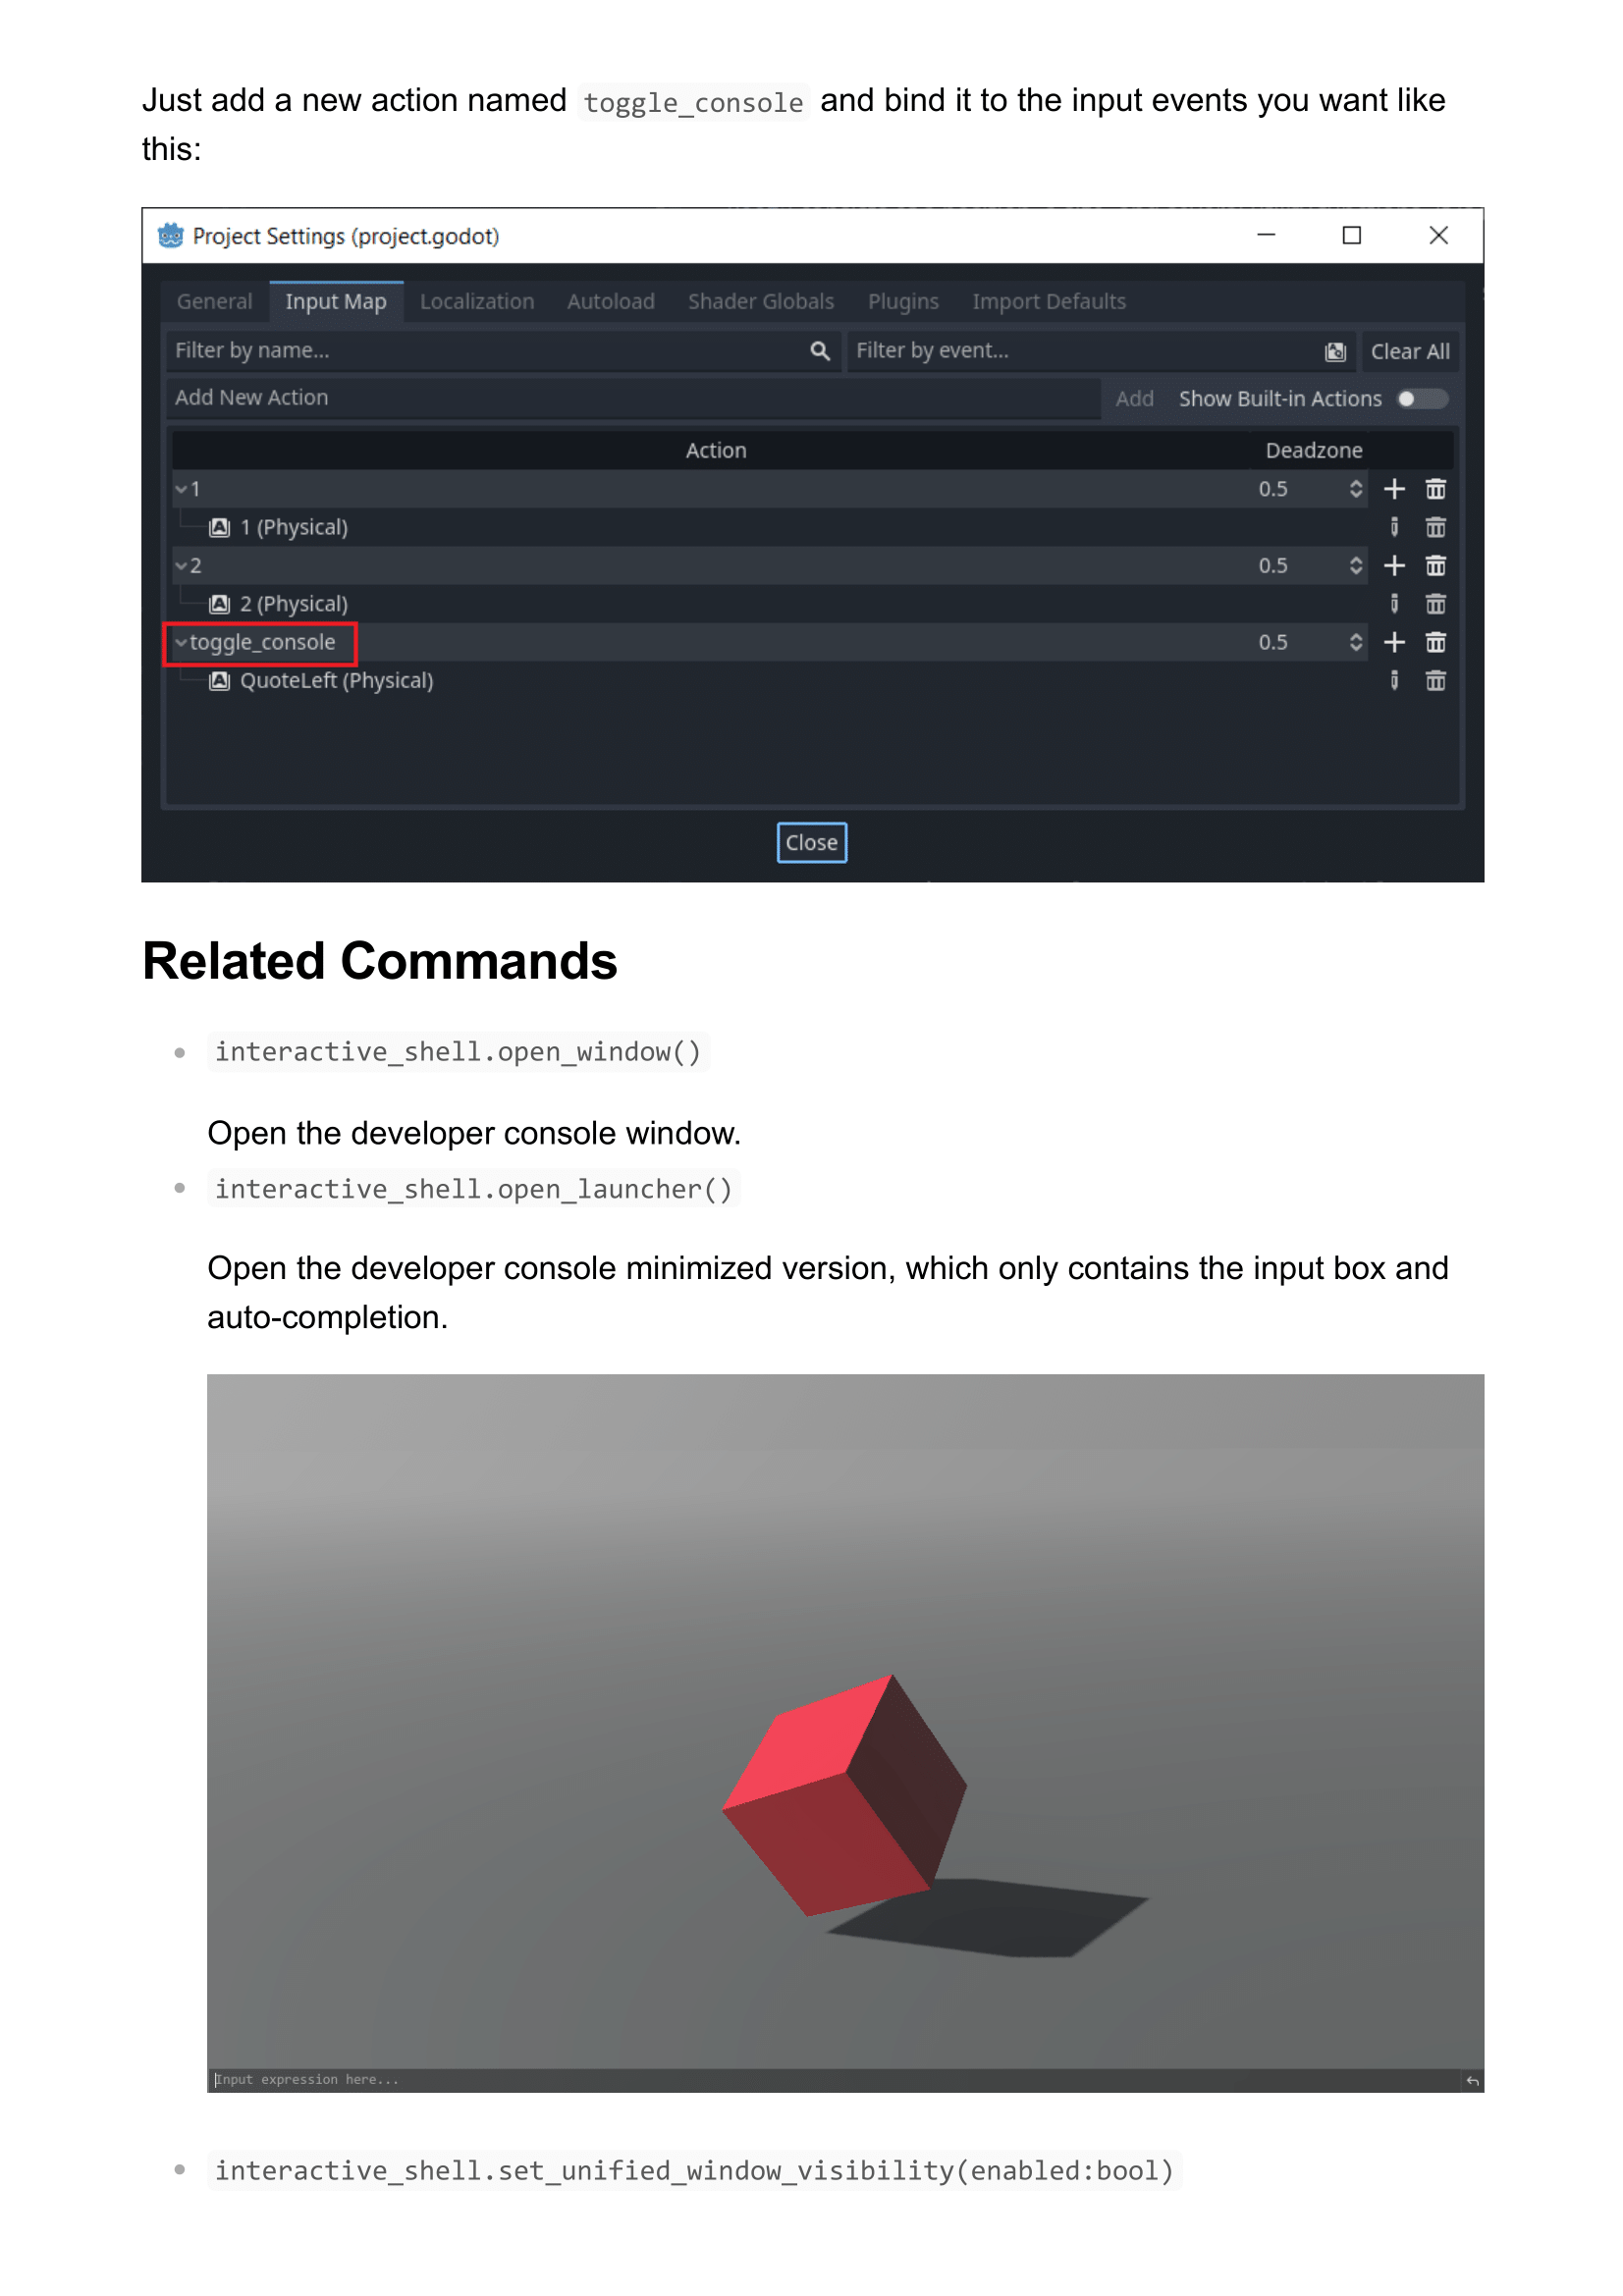 Just add a new action named toggle_console and bind it to the input events you want like
this:
Project Settings (project.godot)
General Input Map Localization Autoload Shader Globals Plugins Import Defaults
Filter by name... Filter by event... Clear All
Add New Action Add Show Built-in Actions
Action Deadzone
1 0.5
1 (Physical)
2 0.5
2 (Physical)
toggle_console 0.5
QuoteLeft (Physical)
Close
Related Commands
interactive_shell.open_window()
Open the developer console window.
interactive_shell.open_launcher()
Open the developer console minimized version, which only contains the input box and
auto-completion.
Input expression here...
interactive_shell.set_unified_window_visibility(enabled:bool)